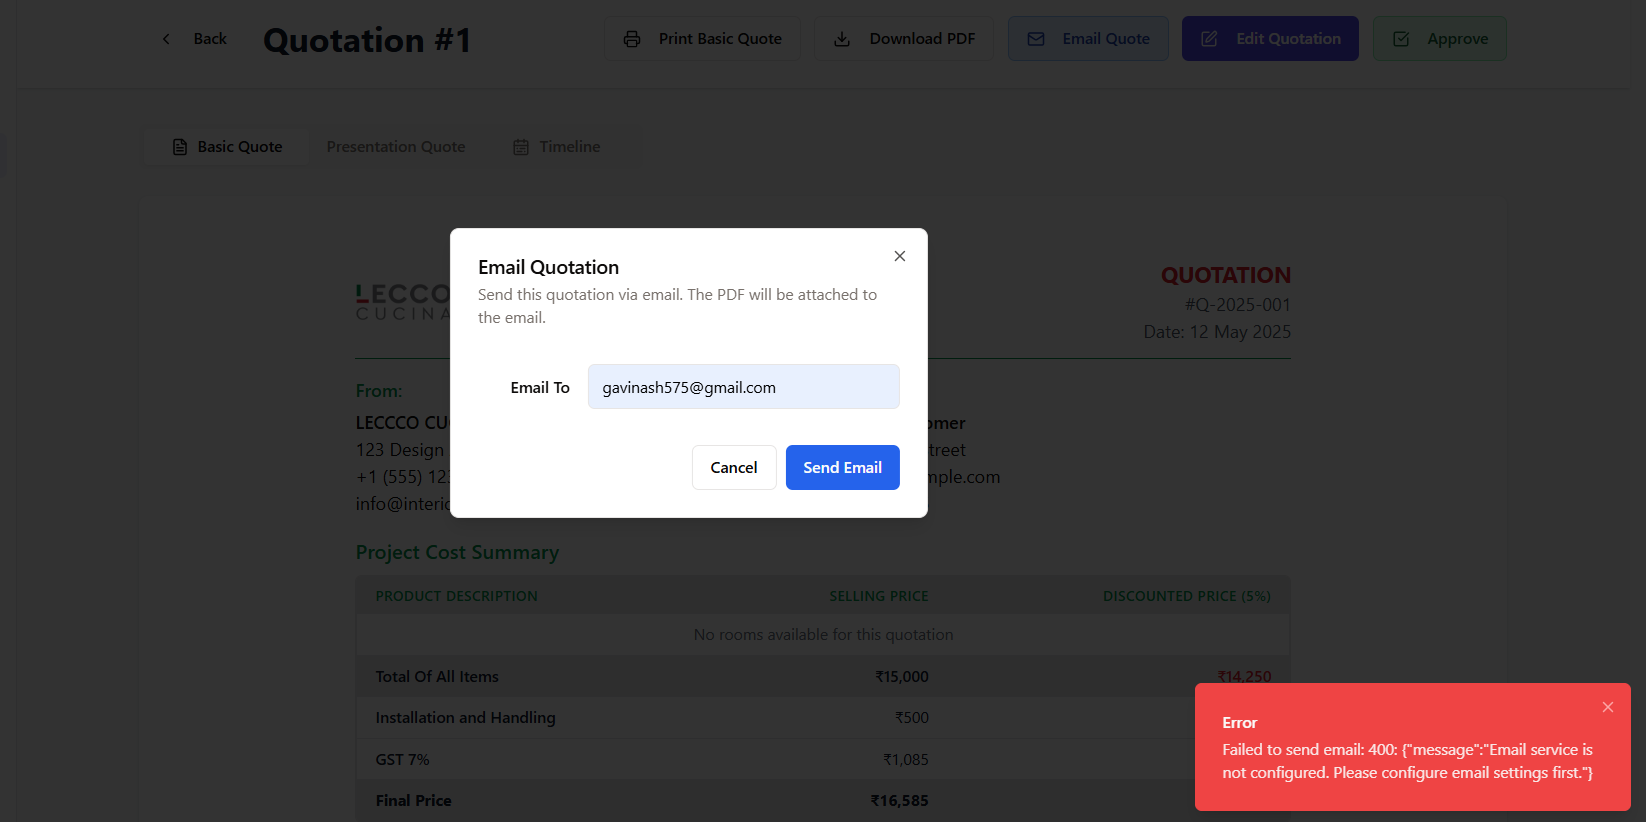 Back
Quotation #1
Print Basic Quote
Download PDF
Email Quote
Edit Quotation
Approve
Basic Quote
Presentation Quote
Timeline
Email Quotation
Send this quotation via email. The PDF will be attached to
the email.
Email To
gavinash575@gmail.com
Cancel
Send Email
LECCO
CUCINA
QUOTATION
#Q-2025-001
Date: 12 May 2025
From:
LECCCO CU
omer
123 Design
treet
+1 (555) 12
mple.com
info@interio
Project Cost Summary
PRODUCT DESCRIPTION SELLING PRICE DISCOUNTED PRICE (5%)
No rooms available for this quotation
Total Of All Items ₹15,000 ₹14,250
Installation and Handling ₹500
GST 7% ₹1,085
Final Price ₹16,585
Error
Failed to send email: 400: {"message":"Email service is
not configured. Please configure email settings first."}